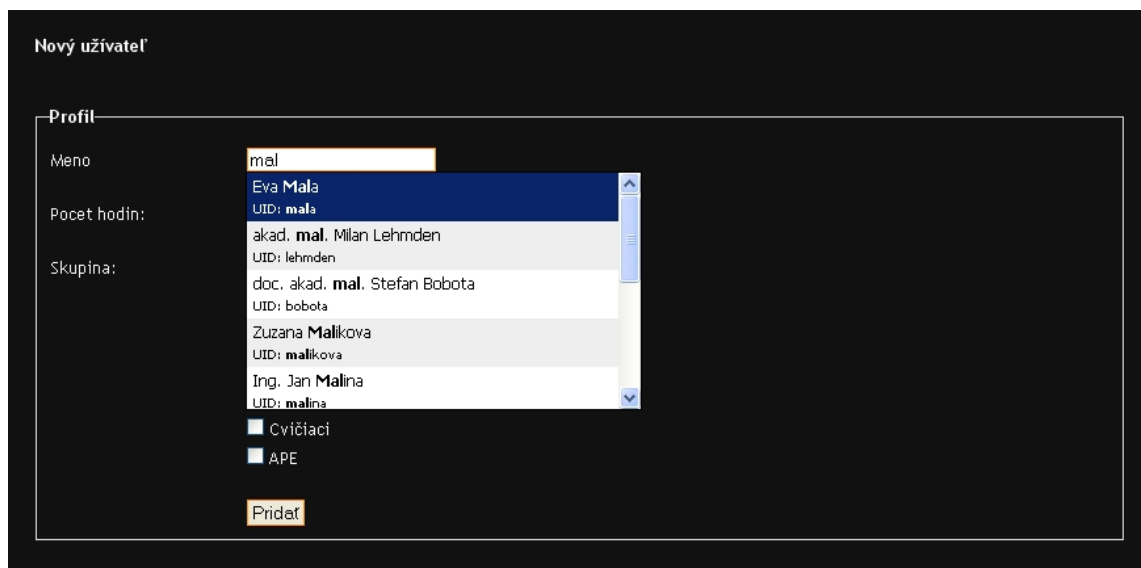 Nový užívateľ
Profil
Meno
mal
Eva Mala
UID: mala
akad. mal. Milan Lehmden
UID: lehmden
Pocet hodin:
doc. akad. mal. Stefan Bobota
UID: bobota
Skupina:
Zuzana Malikova
UID: malikova
Ing. Jan Malina
UID: malina
Cvičiaci
APE
Pridať